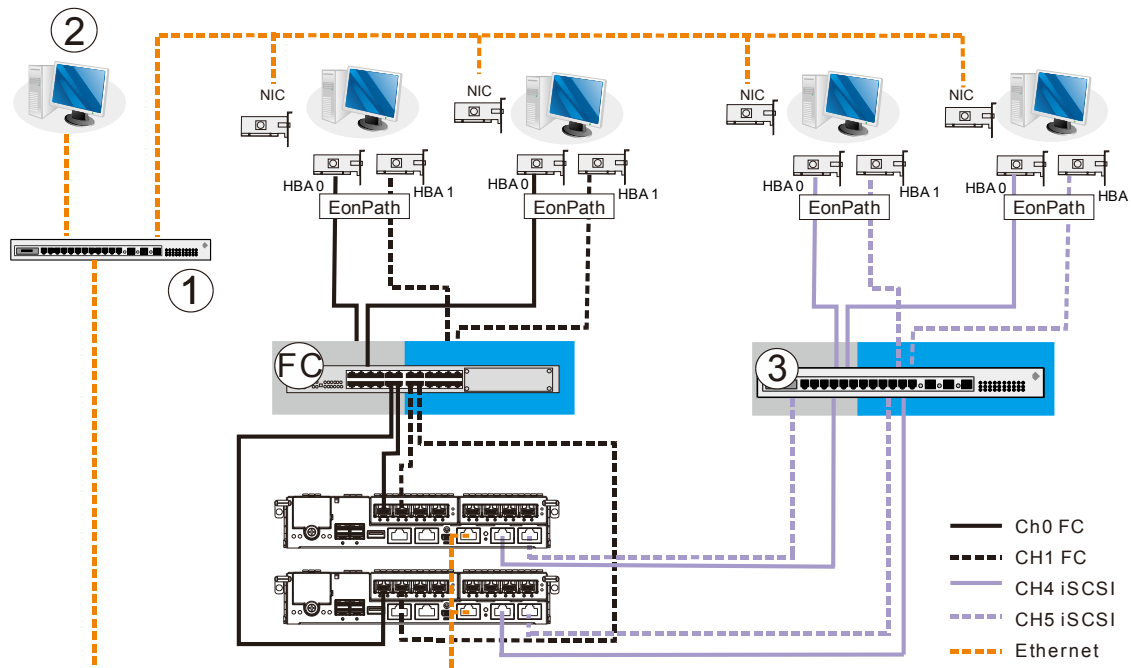 2
NIC
NIC
NIC
NIC
HBA 0
HBA 1
HBA 0
HBA 1
HBA 0
HBA 1
HBA 0
HBA
EonPath
EonPath
EonPath
EonPath
1
FC
3
Ch0 FC
CH1 FC
CH4 iSCSI
CH5 iSCSI
Ethernet